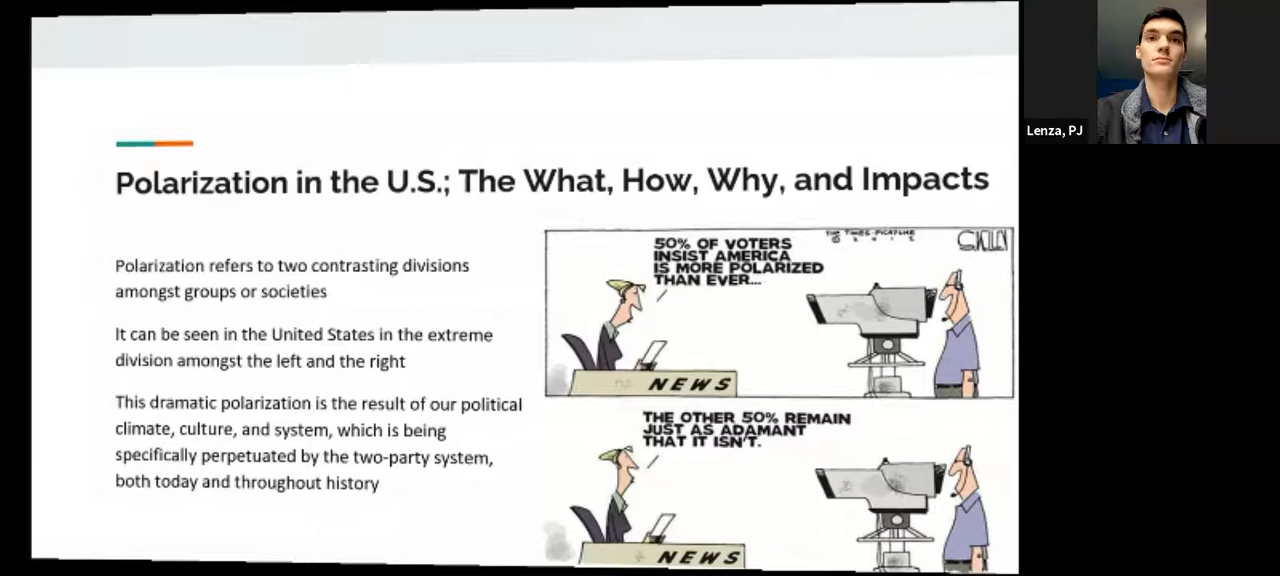 Polarization in the U.S.; The What, How, Why, and Impacts
Polarization refers to two contrasting divisions
amongst groups or societies
It can be seen in the United States in the extreme
division amongst the left and the right
This dramatic polarization is the result of our political
climate, culture, and system, which is being
specifically perpetuated by the two-party system,
both today and throughout history
50% OF VOTERS
INSIST AMERICA
IS MORE POLARIZED
THAN EVER...
THE TIMES-PICAYUNE
© 2012
NEWS
THE OTHER 50% REMAIN
JUST AS ADAMANT
THAT IT ISN'T.
NEWS
Lenza, PJ